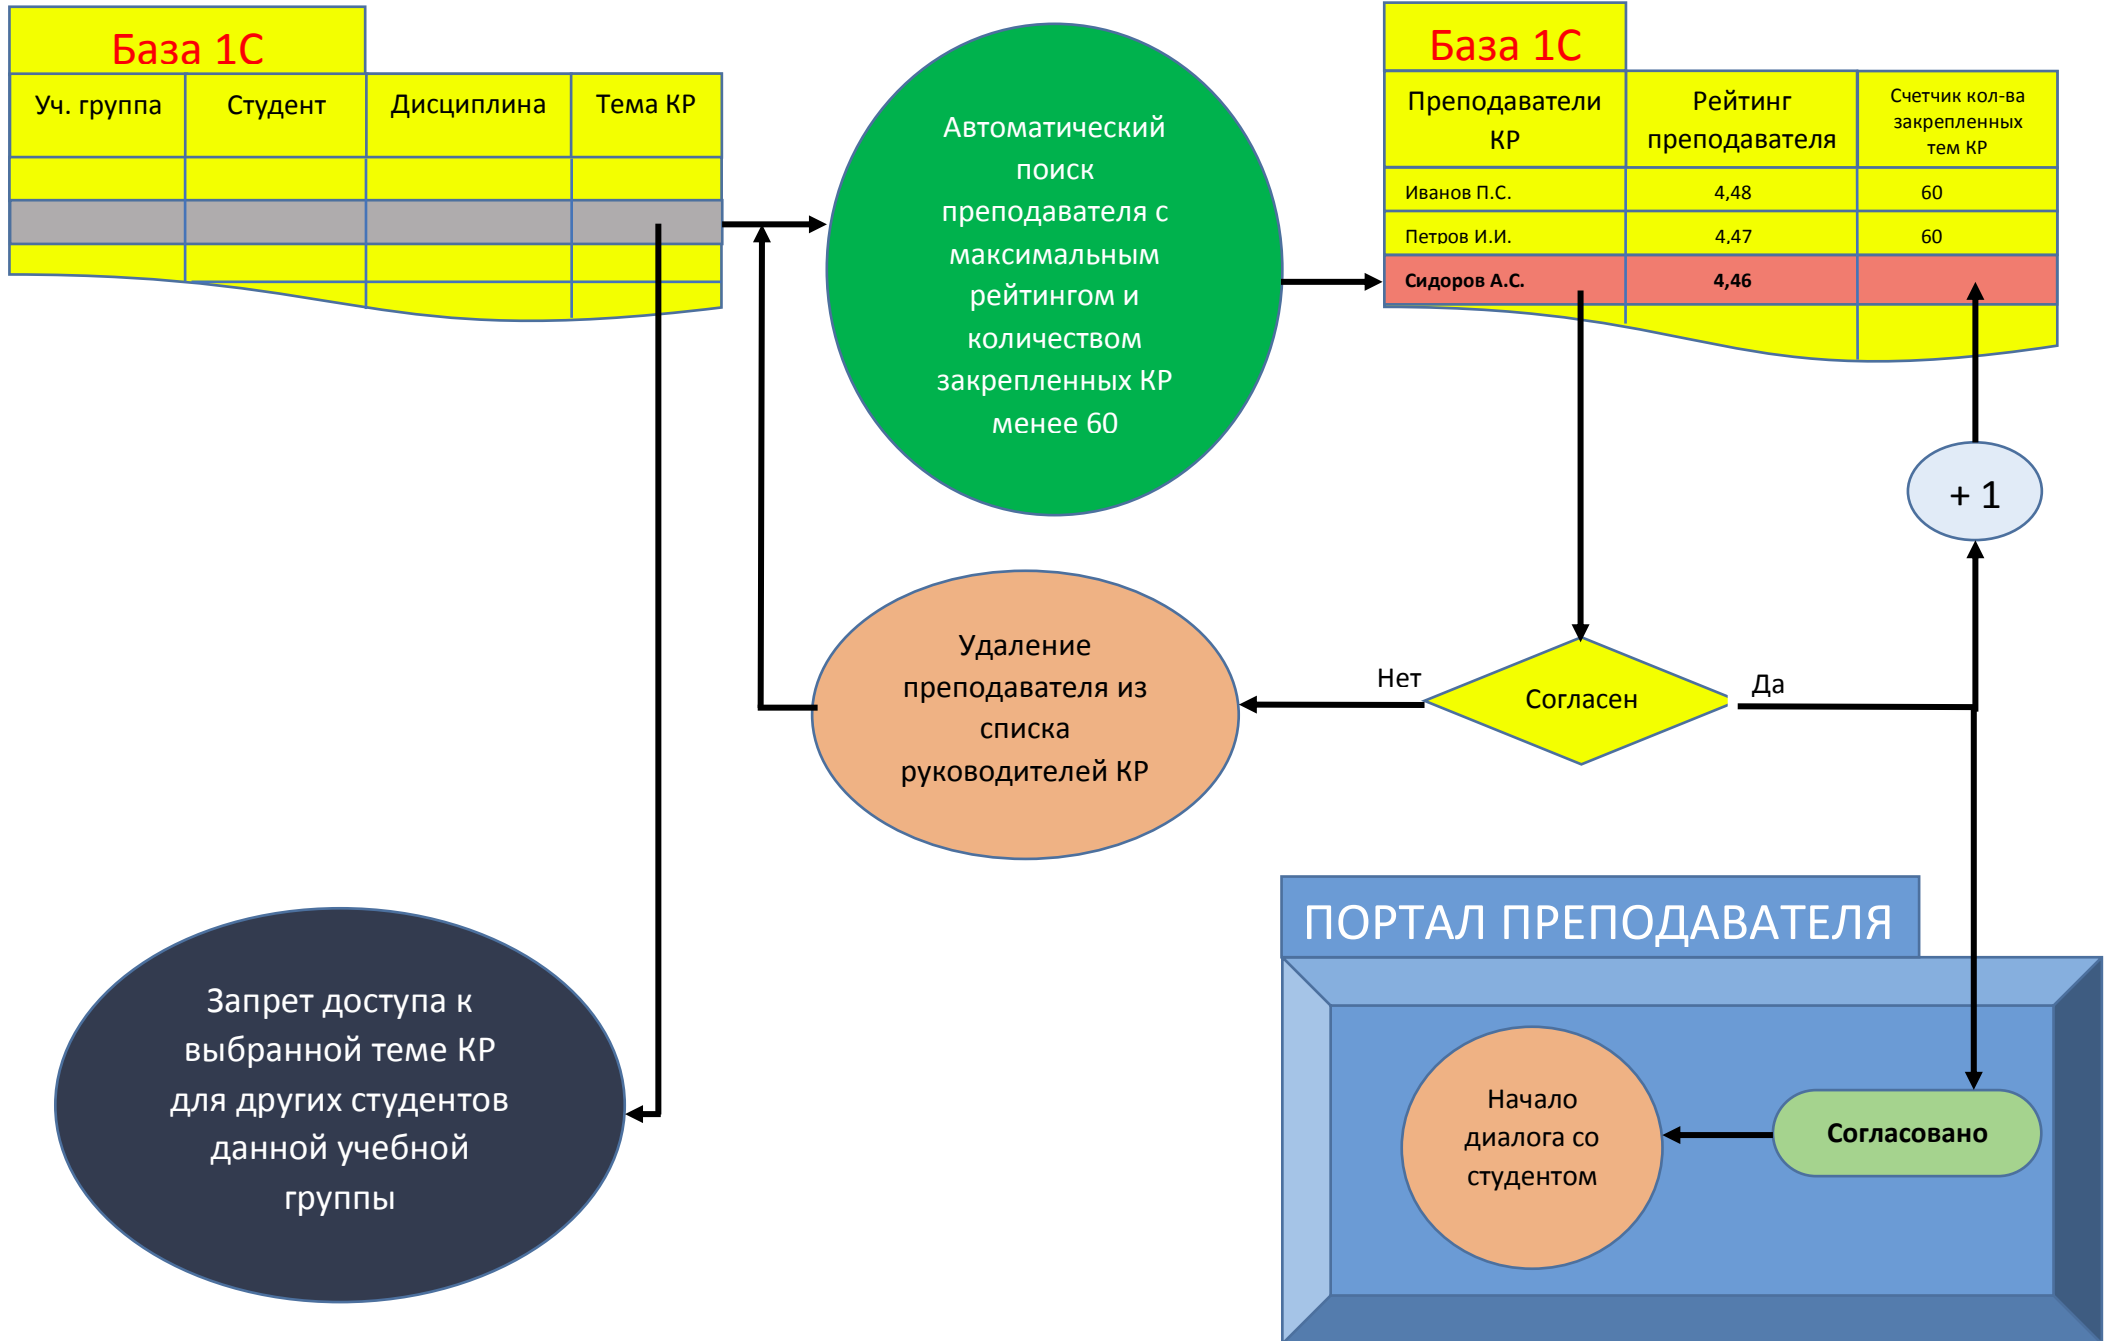 База 1С
Уч. группа Студент Дисциплина Тема КР
Автоматический
поиск
преподавателя с
максимальным
рейтингом и
количеством
закрепленных КР
менее 60
База 1С
Преподаватели
КР
Рейтинг
преподавателя
Счетчик кол-ва
закрепленных
тем КР
Иванов П.С. 4,48 60
Петров И.И. 4,47 60
Сидоров А.С. 4,46
+ 1
Удаление
преподавателя из
списка
руководителей КР
Нет
Согласен
Да
Запрет доступа к
выбранной теме КР
для других студентов
данной учебной
группы
ПОРТАЛ ПРЕПОДАВАТЕЛЯ
Начало
диалога со
студентом
Согласовано